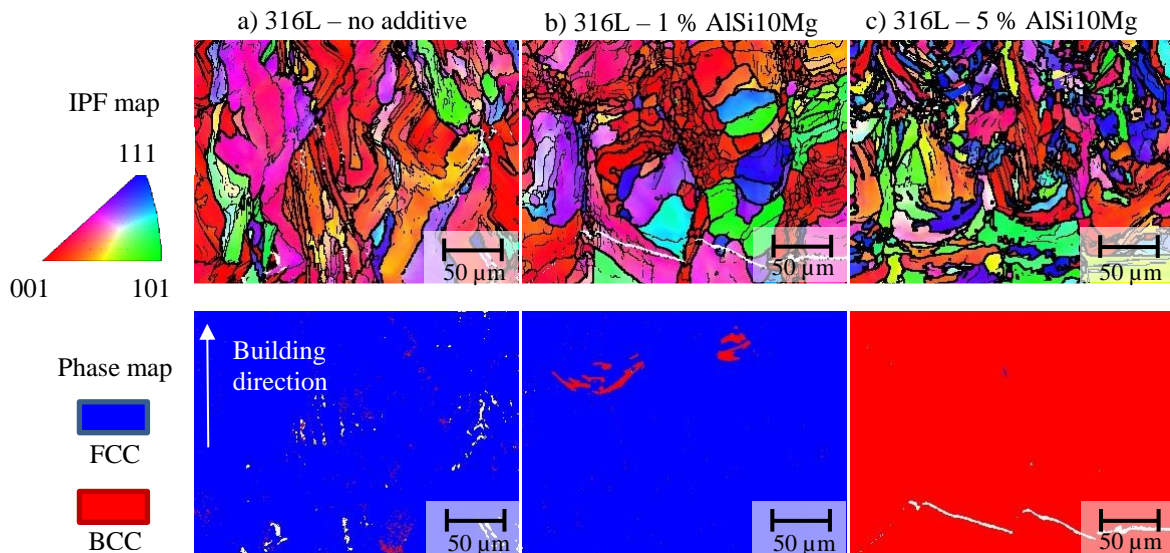 a) 316L – no additive
b) 316L – 1 % AlSi10Mg
c) 316L – 5 % AlSi10Mg
IPF map
111
001
101
50 µm
50 µm
50 µm
Phase map
FCC
BCC
Building
direction
50 µm
50 µm
50 µm